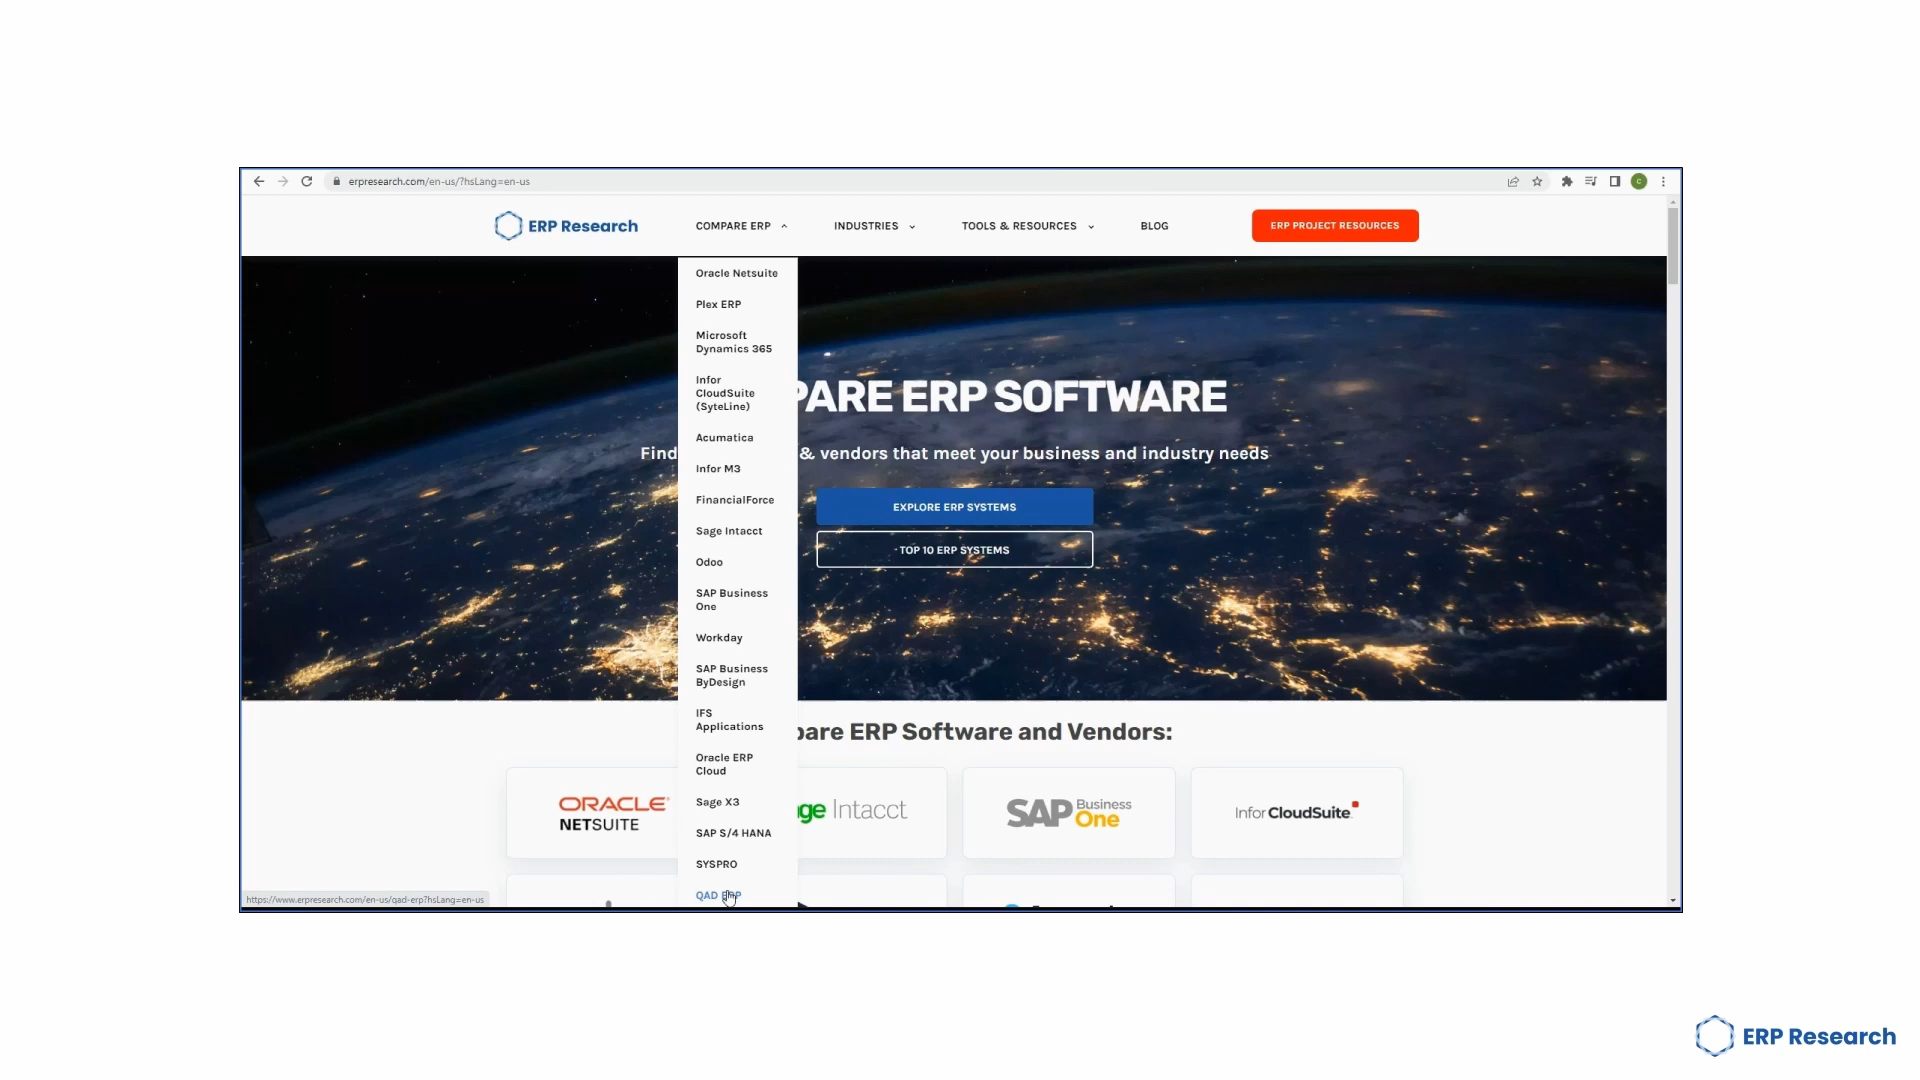 erpresearch.com/en-us/?hsLang=en-us
C
ERP Research
COMPARE ERP
INDUSTRIES
TOOLS & RESOURCES
BLOG
ERP PROJECT RESOURCES
Oracle Netsuite
Plex ERP
Microsoft
Dynamics 365
Infor
CloudSuite
(SyteLine)
Acumatica
Infor M3
FinancialForce
Sage Intacct
Odoo
SAP Business
One
Workday
SAP Business
ByDesign
IFS
Applications
Oracle ERP
Cloud
Sage X3
SAP S/4 HANA
SYSPRO
QAD ERP
PARE ERP SOFTWARE
Find & vendors that meet your business and industry needs
EXPLORE ERP SYSTEMS
TOP 10 ERP SYSTEMS
pare ERP Software and Vendors:
ORACLE
NETSUITE
ge Intacct
SAP Business
One
Infor CloudSuite
https://www.erpresearch.com/en-us/qad-erp?hsLang=en-us
ERP Research